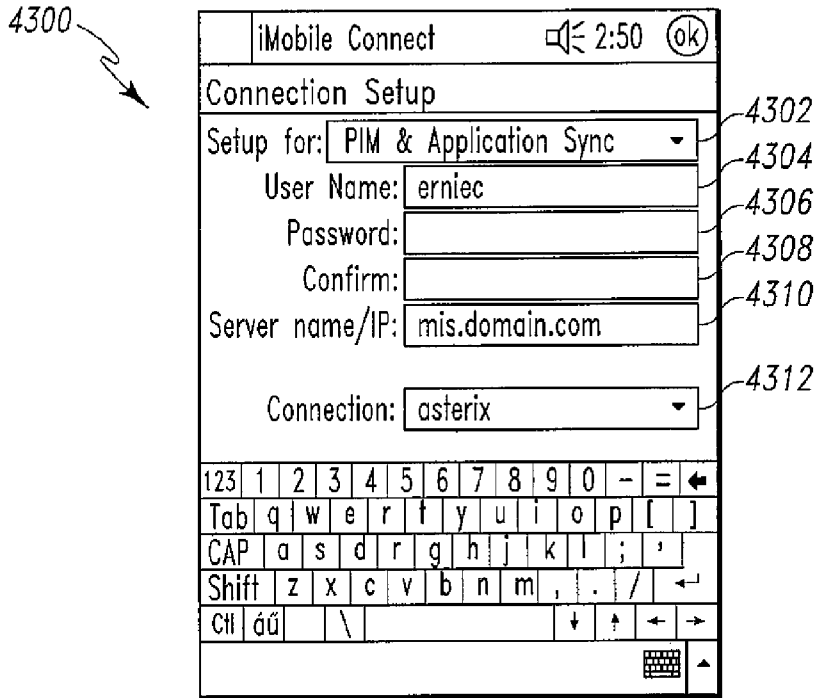 4300
iMobile Connect 2:50 ok
Connection Setup
Setup for: PIM & Application Sync 4302
User Name: erniec 4304
Password: 4306
Confirm: 4308
Server name/IP: mis.domain.com 4310
Connection: asterix 4312
123 1 2 3 4 5 6 7 8 9 0 - =
Tab q w e r t y u i o p [ ]
CAP a s d r g h j k l ; '
Shift z x c v b n m , . /
Ctl áű \